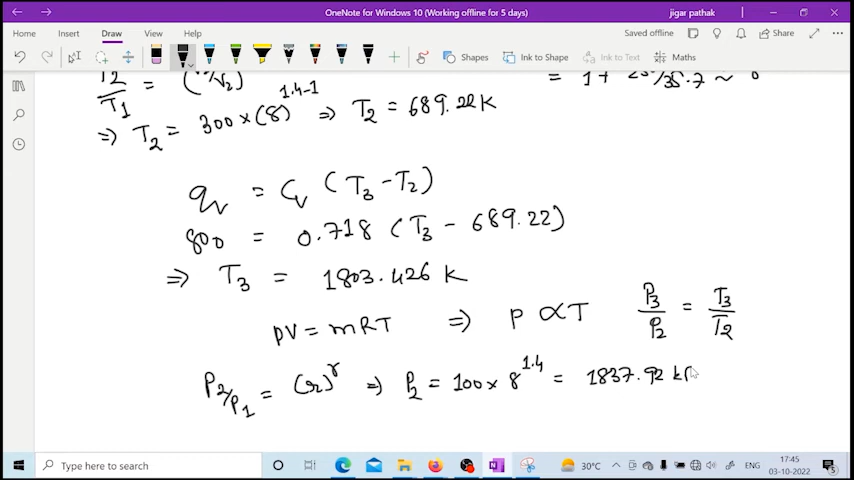 OneNote for Windows 10 (Working offline for 5 days)
jigar pathak
Home Insert Draw View Help
Saved offline Share
Shapes Ink to Shape Ink to Text Maths
T2/T1 = ( /V2)^1.4-1
⇒ T2 = 300 × (8) ⇒ T2 = 689.22 K
qv = Cv (T3 - T2)
800 = 0.718 (T3 - 689.22)
⇒ T3 = 1803.426 K
PV = mRT ⇒ P ∝ T P3/P2 = T3/T2
P2/P1 = (r)^γ ⇒ P2 = 100 × 8^1.4 = 1837.92 kP
Type here to search
30°C ENG 17:45
03-10-2022
5